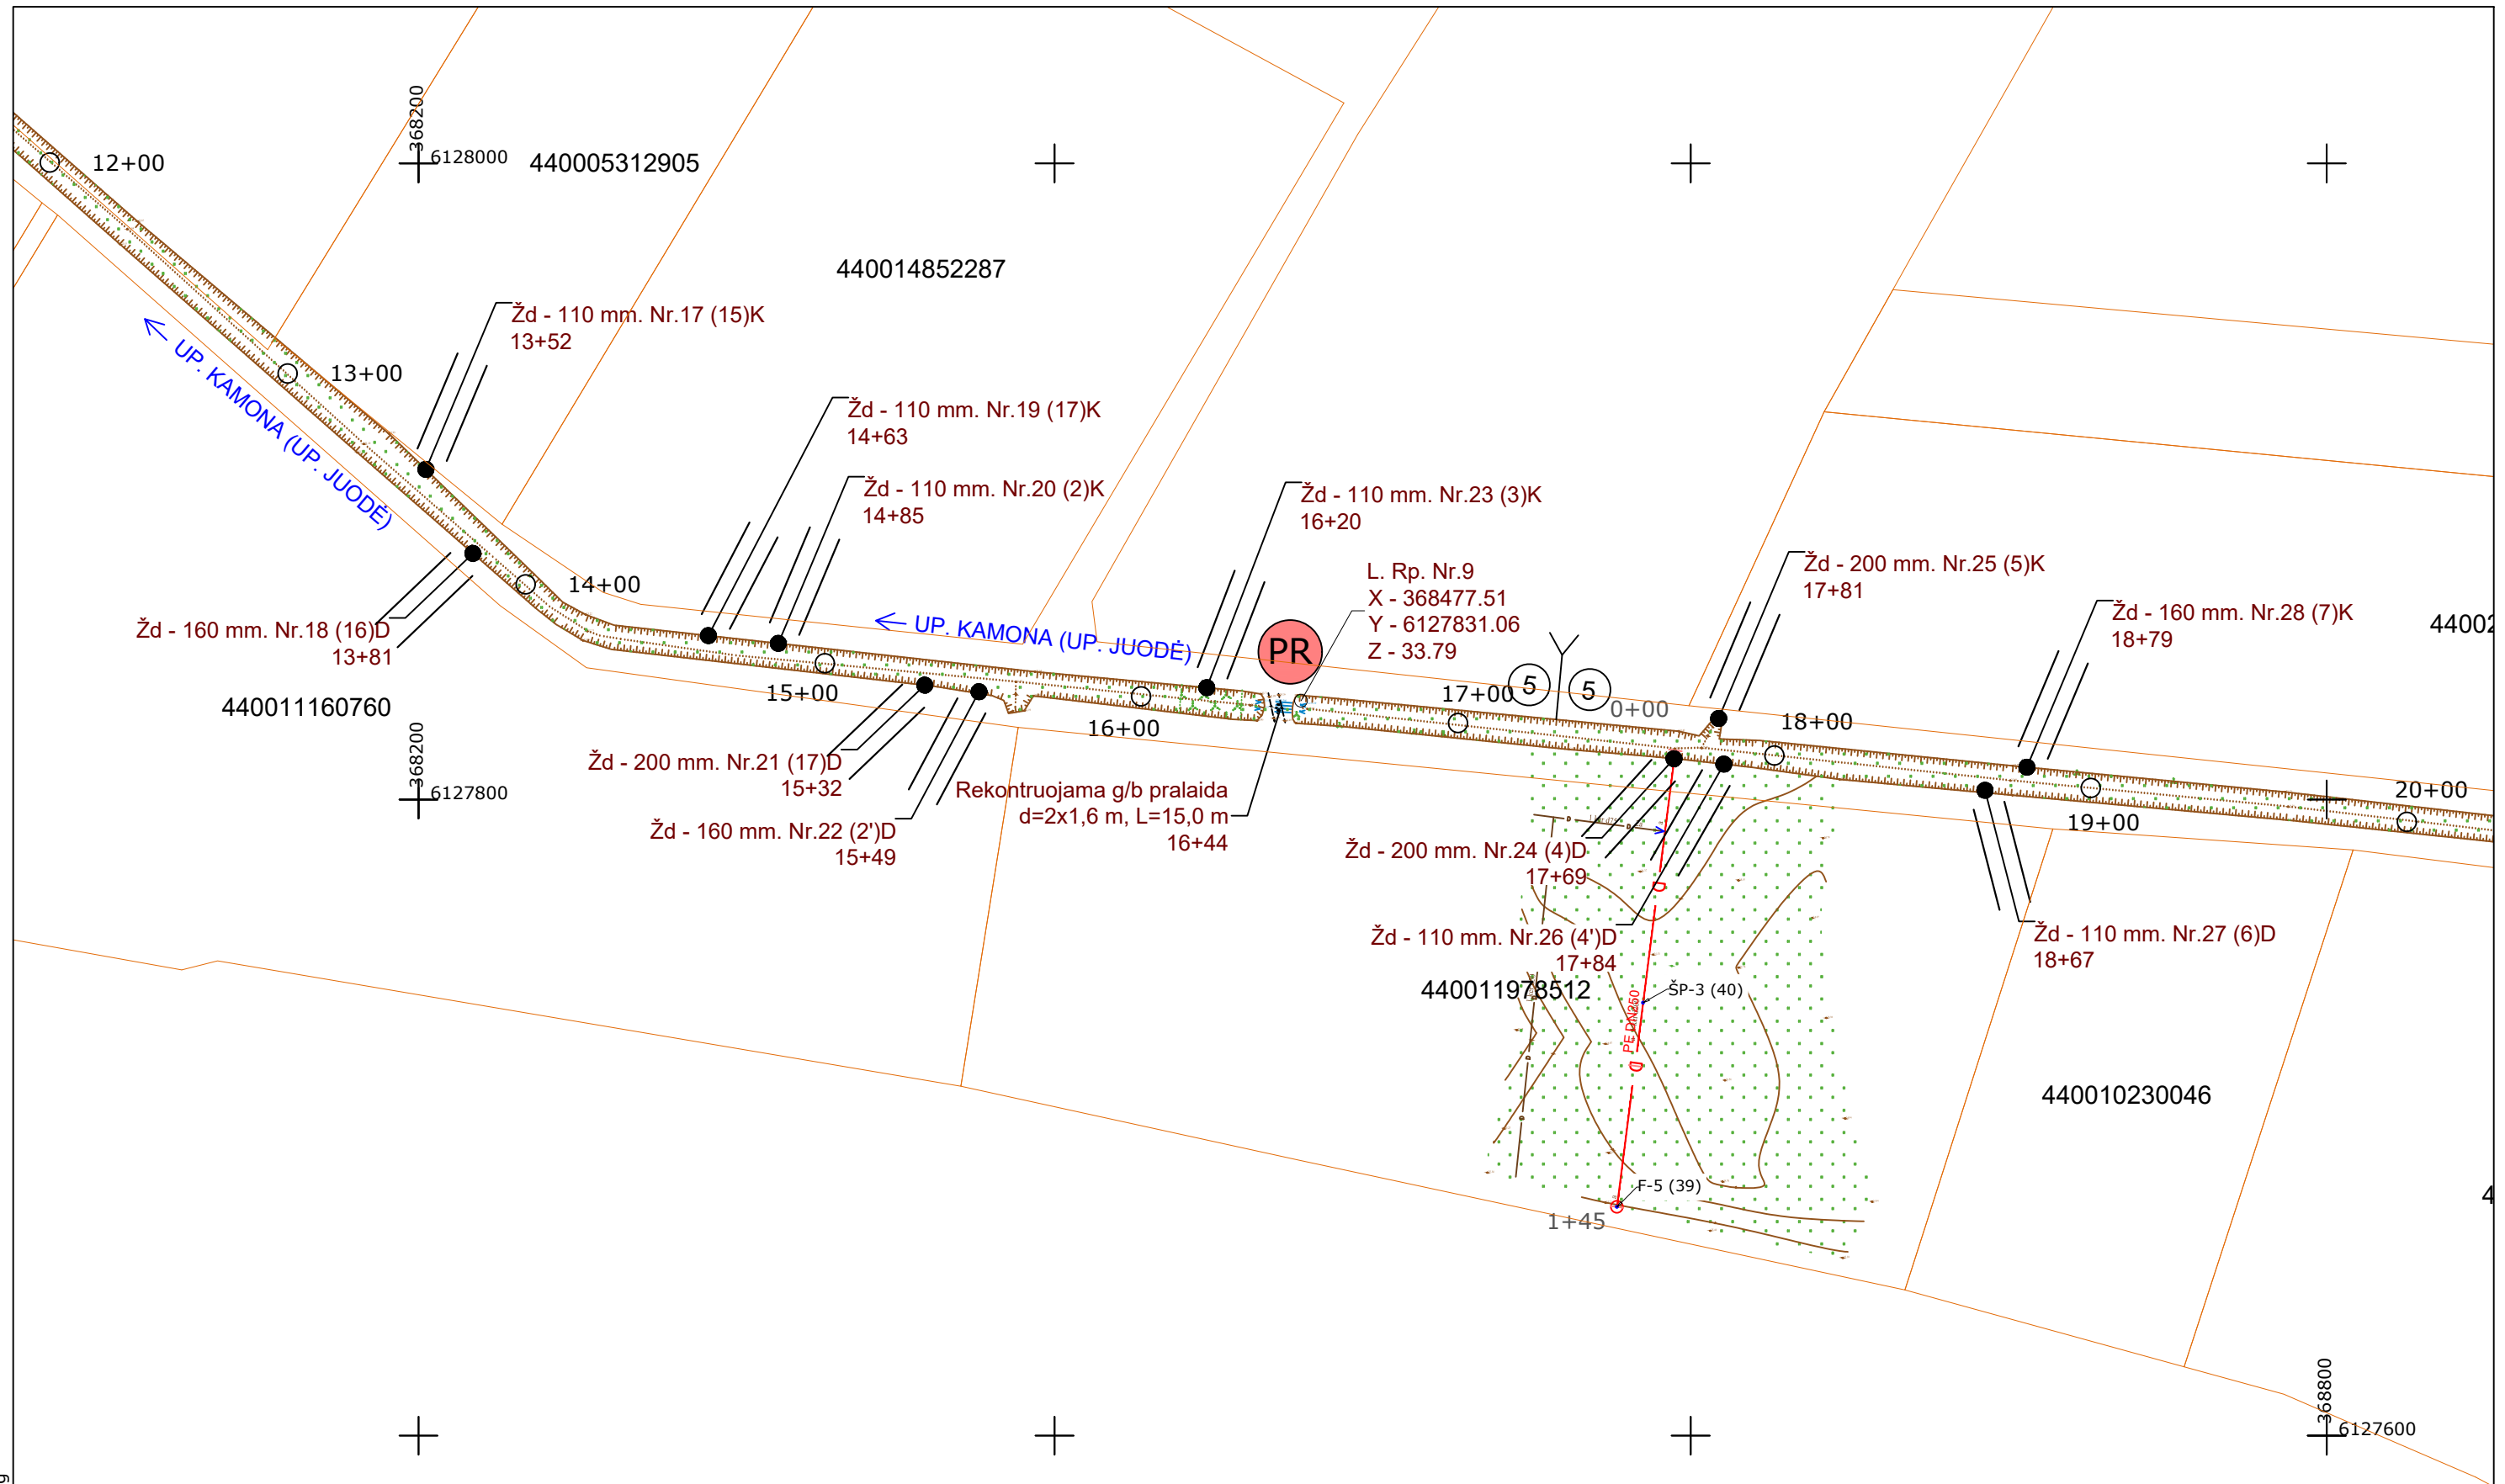 368200
6128000
12+00
440005312905
440014852287
Žd - 110 mm. Nr.17 (15)K
13+52
13+00
UP. KAMONA (UP. JUODĖ)
Žd - 110 mm. Nr.19 (17)K
14+63
Žd - 110 mm. Nr.20 (2)K
14+85
Žd - 110 mm. Nr.23 (3)K
16+20
L. Rp. Nr.9
X - 368477.51
Y - 6127831.06
Z - 33.79
Žd - 200 mm. Nr.25 (5)K
17+81
Žd - 160 mm. Nr.28 (7)K
18+79
44002
14+00
Žd - 160 mm. Nr.18 (16)D
13+81
UP. KAMONA (UP. JUODĖ)
PR
440011160760
15+00
16+00
17+00
5
5
0+00
18+00
368200
6127800
Žd - 200 mm. Nr.21 (17)D
15+32
Žd - 160 mm. Nr.22 (2')D
15+49
Rekontruojama g/b pralaida
d=2x1,6 m, L=15,0 m
16+44
19+00
20+00
Žd - 200 mm. Nr.24 (4)D
17+69
Žd - 110 mm. Nr.26 (4')D
17+84
Žd - 110 mm. Nr.27 (6)D
18+67
440011978512
ŠP-3 (40)
PE DN250
D
D
440010230046
F-5 (39)
1+45
4
368800
6127600